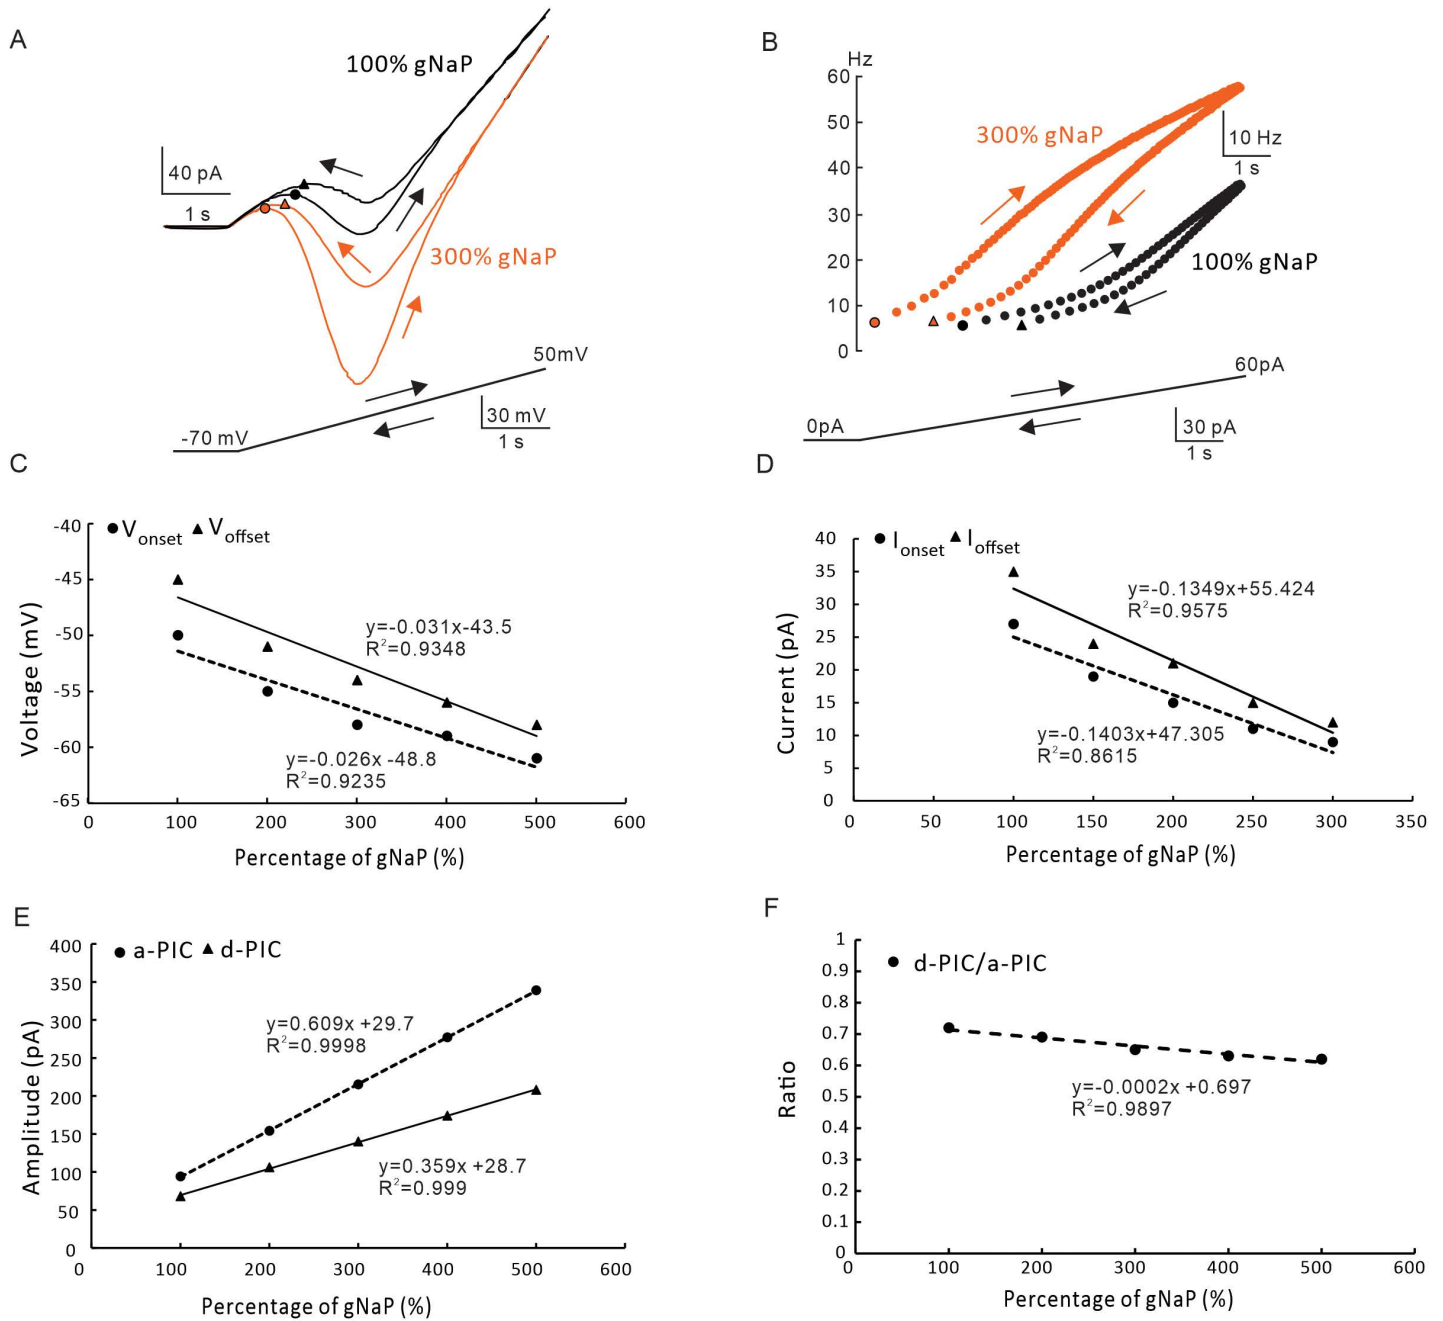 A
100% gNaP
40 pA
1 s
300% gNaP
50mV
-70 mV
30 mV
1 s
B
Hz
60
50
40
30
20
10
0
300% gNaP
10 Hz
1 s
100% gNaP
60pA
0pA
30 pA
1 s
C
V onset V offset
-40
-45
-50
-55
-60
-65
Voltage (mV)
y=-0.031x-43.5
R²=0.9348
y=-0.026x -48.8
R²=0.9235
0 100 200 300 400 500 600
Percentage of gNaP (%)
D
I onset I offset
40
35
30
25
20
15
10
5
0
Current (pA)
y=-0.1349x+55.424
R²=0.9575
y=-0.1403x+47.305
R²=0.8615
0 50 100 150 200 250 300 350
Percentage of gNaP (%)
E
a-PIC d-PIC
400
350
300
250
200
150
100
50
0
Amplitude (pA)
y=0.609x +29.7
R²=0.9998
y=0.359x +28.7
R²=0.999
0 100 200 300 400 500 600
Percentage of gNaP (%)
F
d-PIC/a-PIC
1
0.9
0.8
0.7
0.6
0.5
0.4
0.3
0.2
0.1
0
Ratio
y=-0.0002x +0.697
R²=0.9897
0 100 200 300 400 500 600
Percentage of gNaP (%)